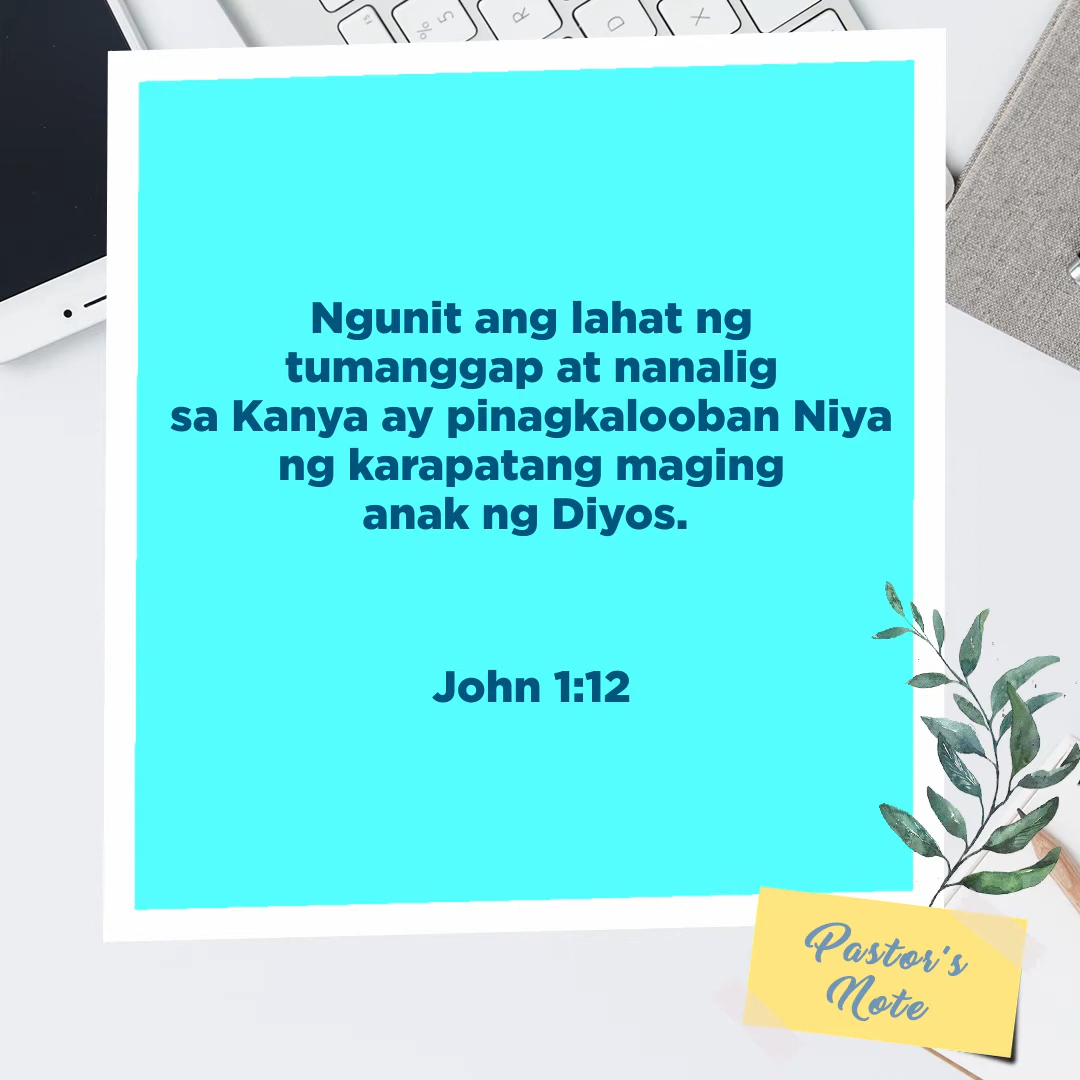 Ngunit ang lahat ng
tumanggap at nanalig
sa Kanya ay pinagkalooban Niya
ng karapatang maging
anak ng Diyos.
John 1:12
Pastor's
Note